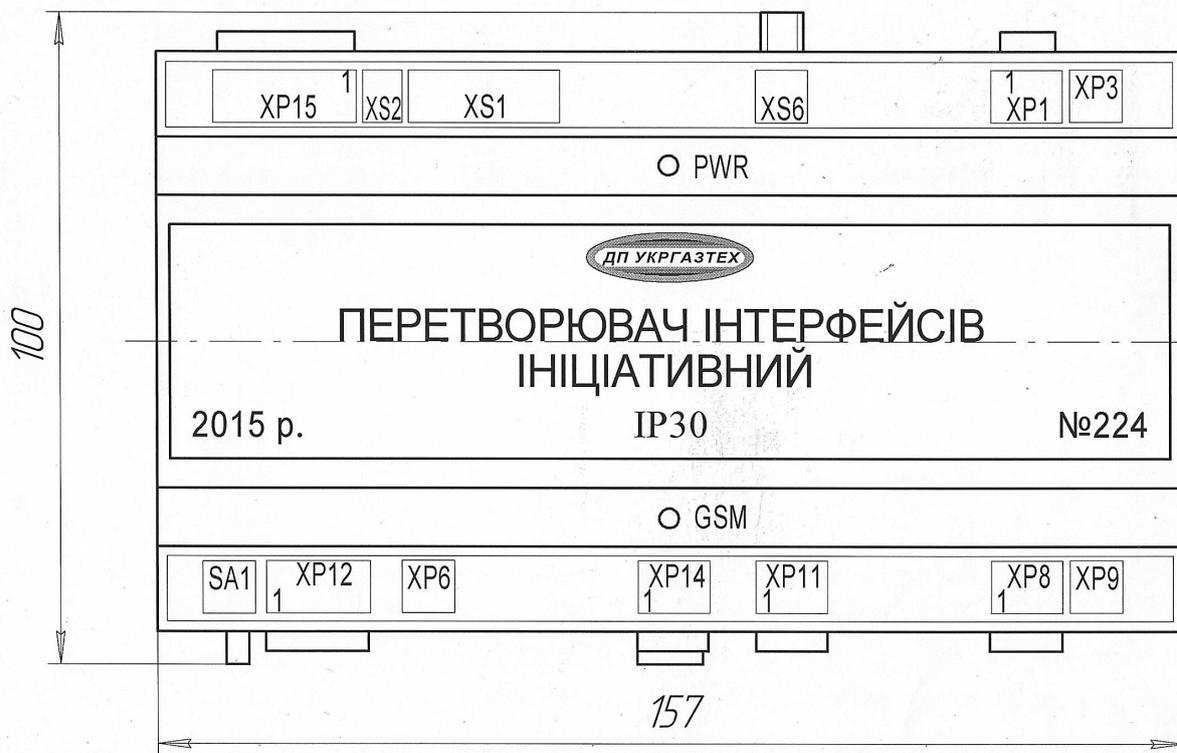 1
XP15 XS2 XS1 XS6 1 XP1 XP3
PWR
ДП УКРГАЗТЕХ
ПЕРЕТВОРЮВАЧ ІНТЕРФЕЙСІВ
ІНІЦІАТИВНИЙ
2015 р. IP30 №224
100
GSM
SA1 XP12 XP6 XP14 XP11 XP8 XP9
1 1 1 1
157